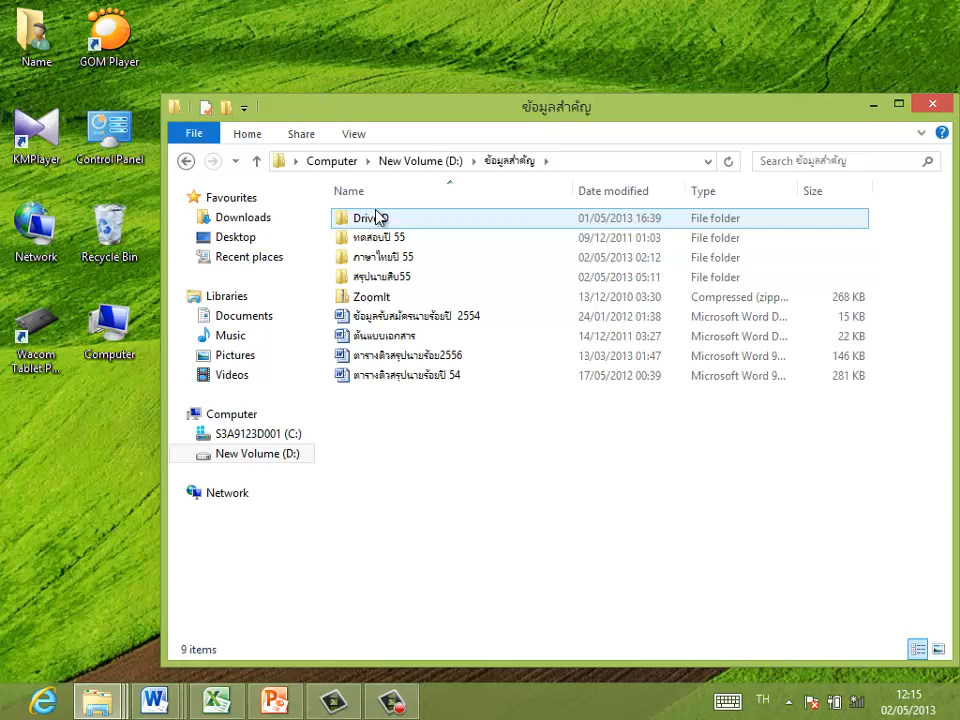 Name
GOM Player
KMPlayer
Control Panel
Network
Recycle Bin
Wacom Tablet P...
Computer
ข้อมูลสำคัญ
File
Home
Share
View
Computer
New Volume (D:)
ข้อมูลสำคัญ
Search ข้อมูลสำคัญ
Favourites
Downloads
Desktop
Recent places
Libraries
Documents
Music
Pictures
Videos
Computer
S3A9123D001 (C:)
New Volume (D:)
Network
Name Date modified Type Size
01/05/2013 16:39 File folder
ทดสอบปี 55 09/12/2011 01:03 File folder
ภาษาไทยปี 55 02/05/2013 02:12 File folder
สรุปนายสิบ55 02/05/2013 05:11 File folder
ZoomIt 13/12/2010 03:30 Compressed (zipp... 268 KB
ข้อมูลรับสมัครนายร้อยปี 2554 24/01/2012 01:38 Microsoft Word D... 15 KB
ต้นแบบเอกสาร 14/12/2011 03:27 Microsoft Word D... 22 KB
ตารางติวสรุปนายร้อย2556 13/03/2013 01:47 Microsoft Word 9... 146 KB
ตารางติวสรุปนายร้อยปี 54 17/05/2012 00:39 Microsoft Word 9... 281 KB
9 items
TH
12:15
02/05/2013